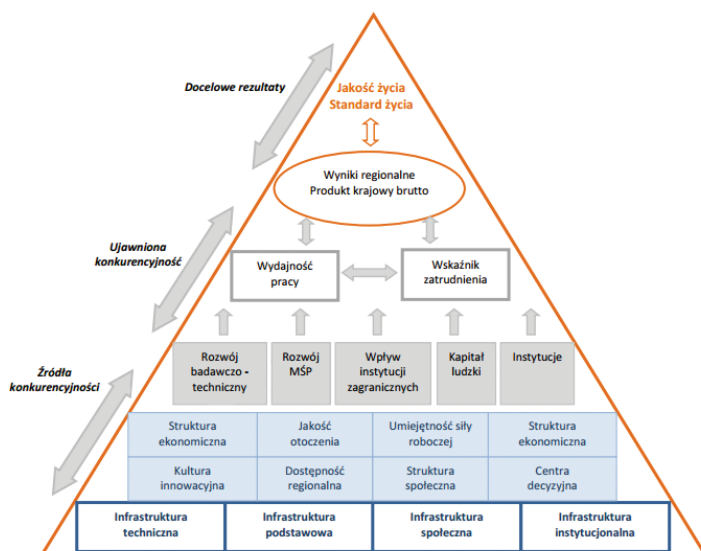 Docelowe rezultaty
Jakość życia
Standard życia
Wyniki regionalne
Produkt krajowy brutto
Ujawniona
konkurencyjność
Wydajność
pracy
Wskaźnik
zatrudnienia
Źródła
konkurencyjności
Rozwój
badawczo -
techniczny
Rozwój
MŚP
Wpływ
instytucji
zagranicznych
Kapitał
ludzki
Instytucje
Struktura
ekonomiczna
Jakość
otoczenia
Umiejętność siły
roboczej
Struktura
ekonomiczna
Kultura
innowacyjna
Dostępność
regionalna
Struktura
społeczna
Centra
decyzyjna
Infrastruktura
techniczna
Infrastruktura
podstawowa
Infrastruktura
społeczna
Infrastruktura
instytucjonalna